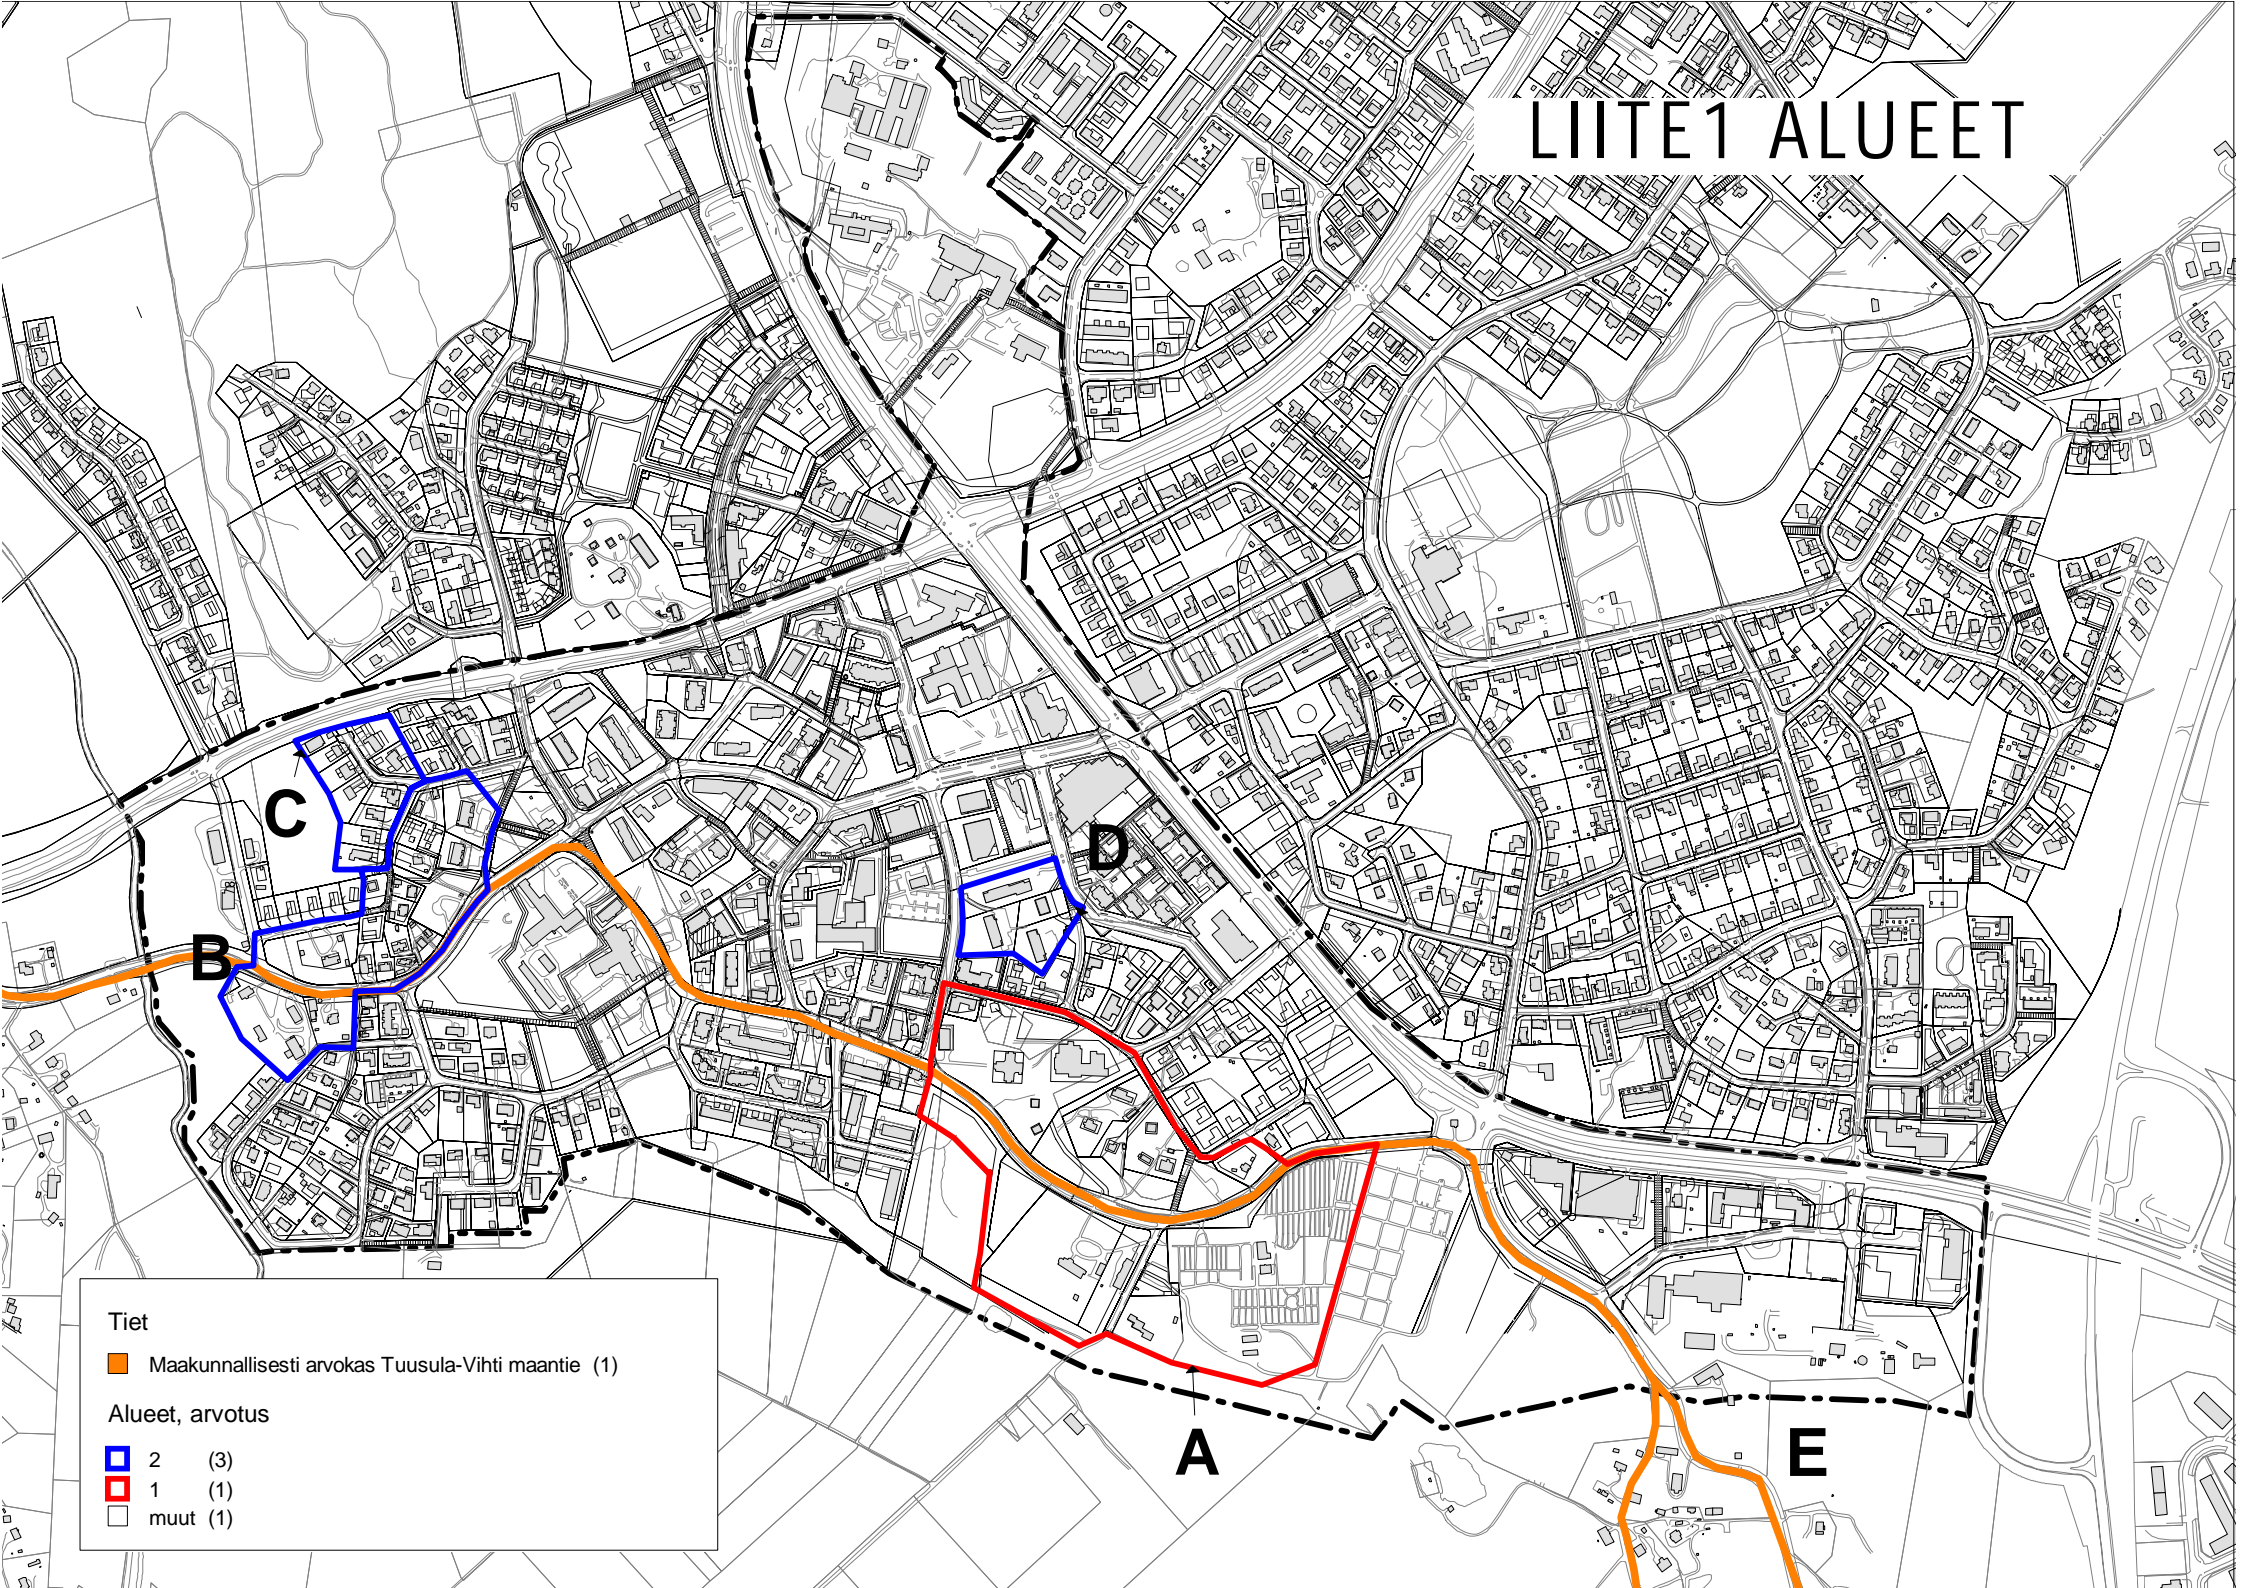 LIITE1 ALUEET
C
D
B
A
E
Tiet
Maakunnallisesti arvokas Tuusula-Vihti maantie (1)
Alueet, arvotus
2 (3)
1 (1)
muut (1)